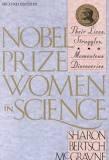 SECOND EDITION
NOBEL
PRIZE
WOMEN
IN
SCIENCE
Their Lives,
Struggles,
and
Momentous
Discoveries
SHARON
BERTSCH
McGRAYNE